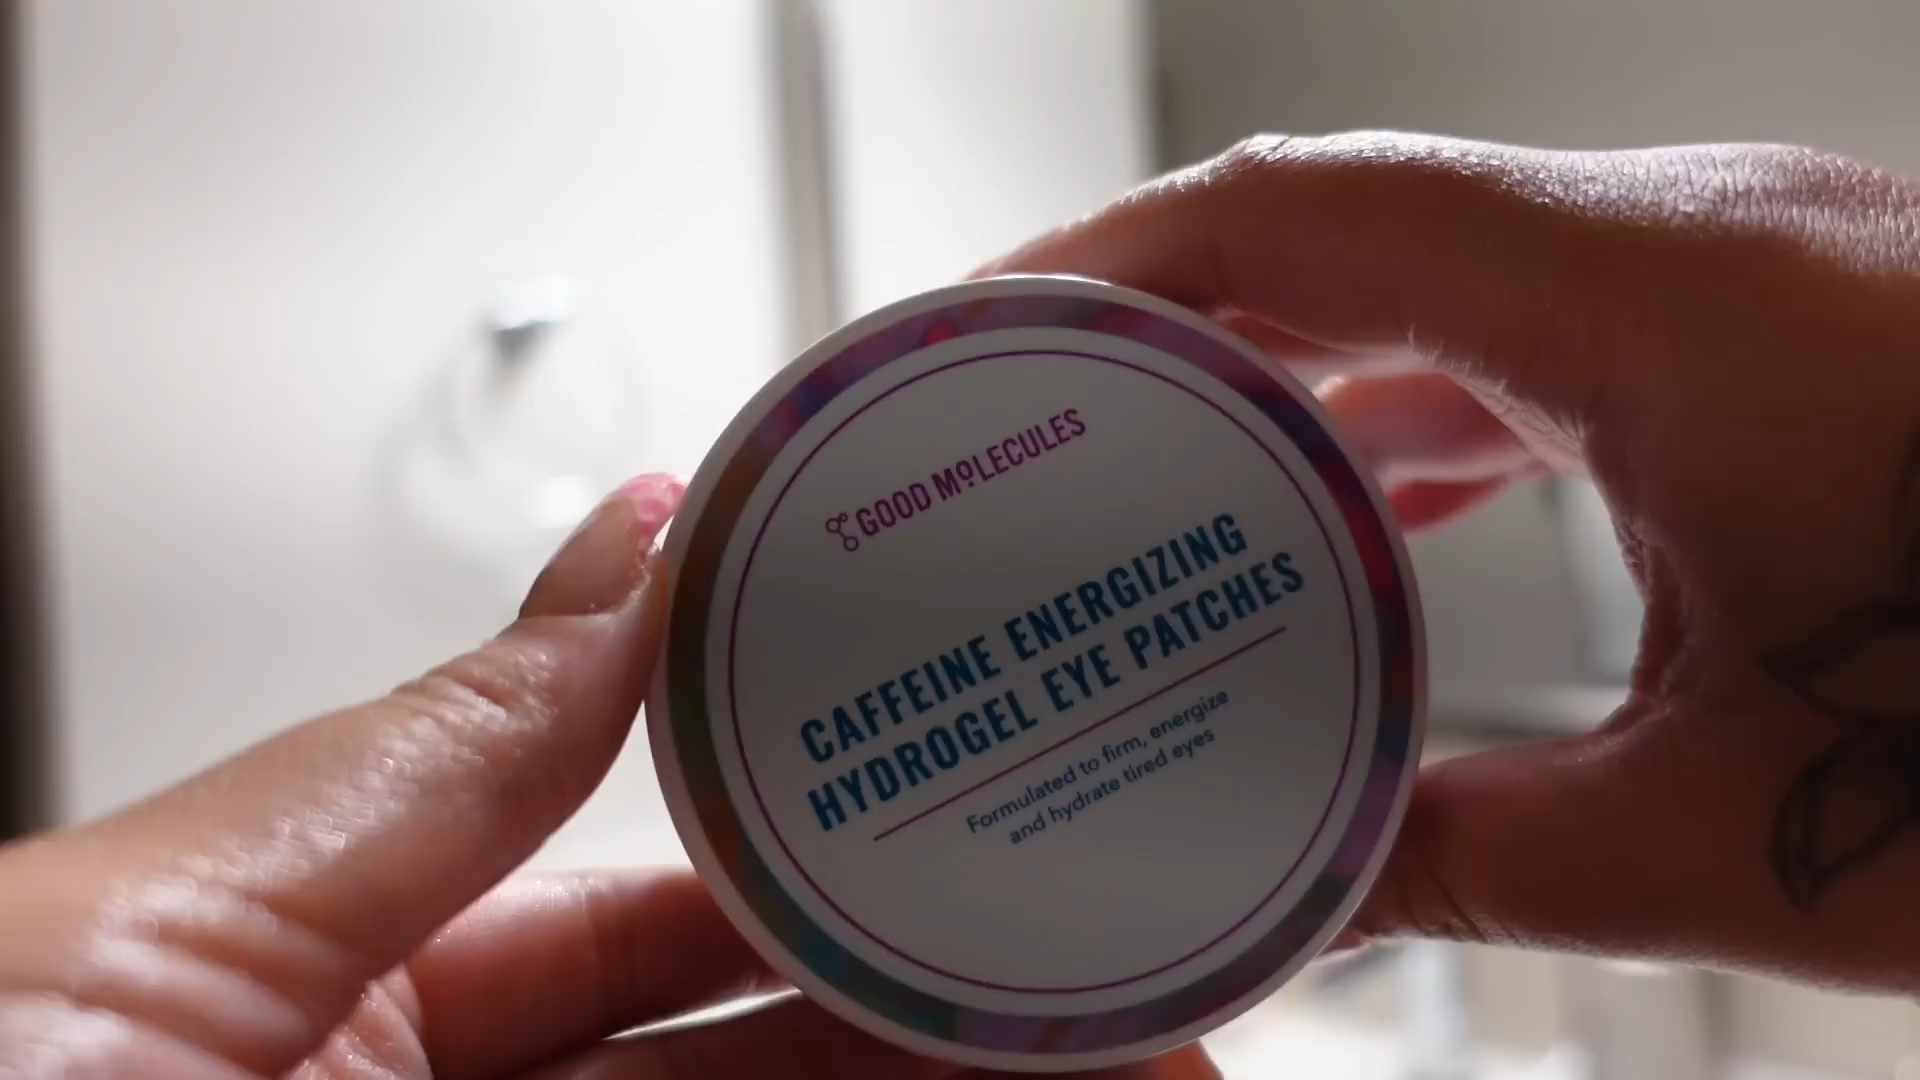 GOOD MOLECULES
CAFFEINE ENERGIZING
HYDROGEL EYE PATCHES
Formulated to firm, energize
and hydrate tired eyes